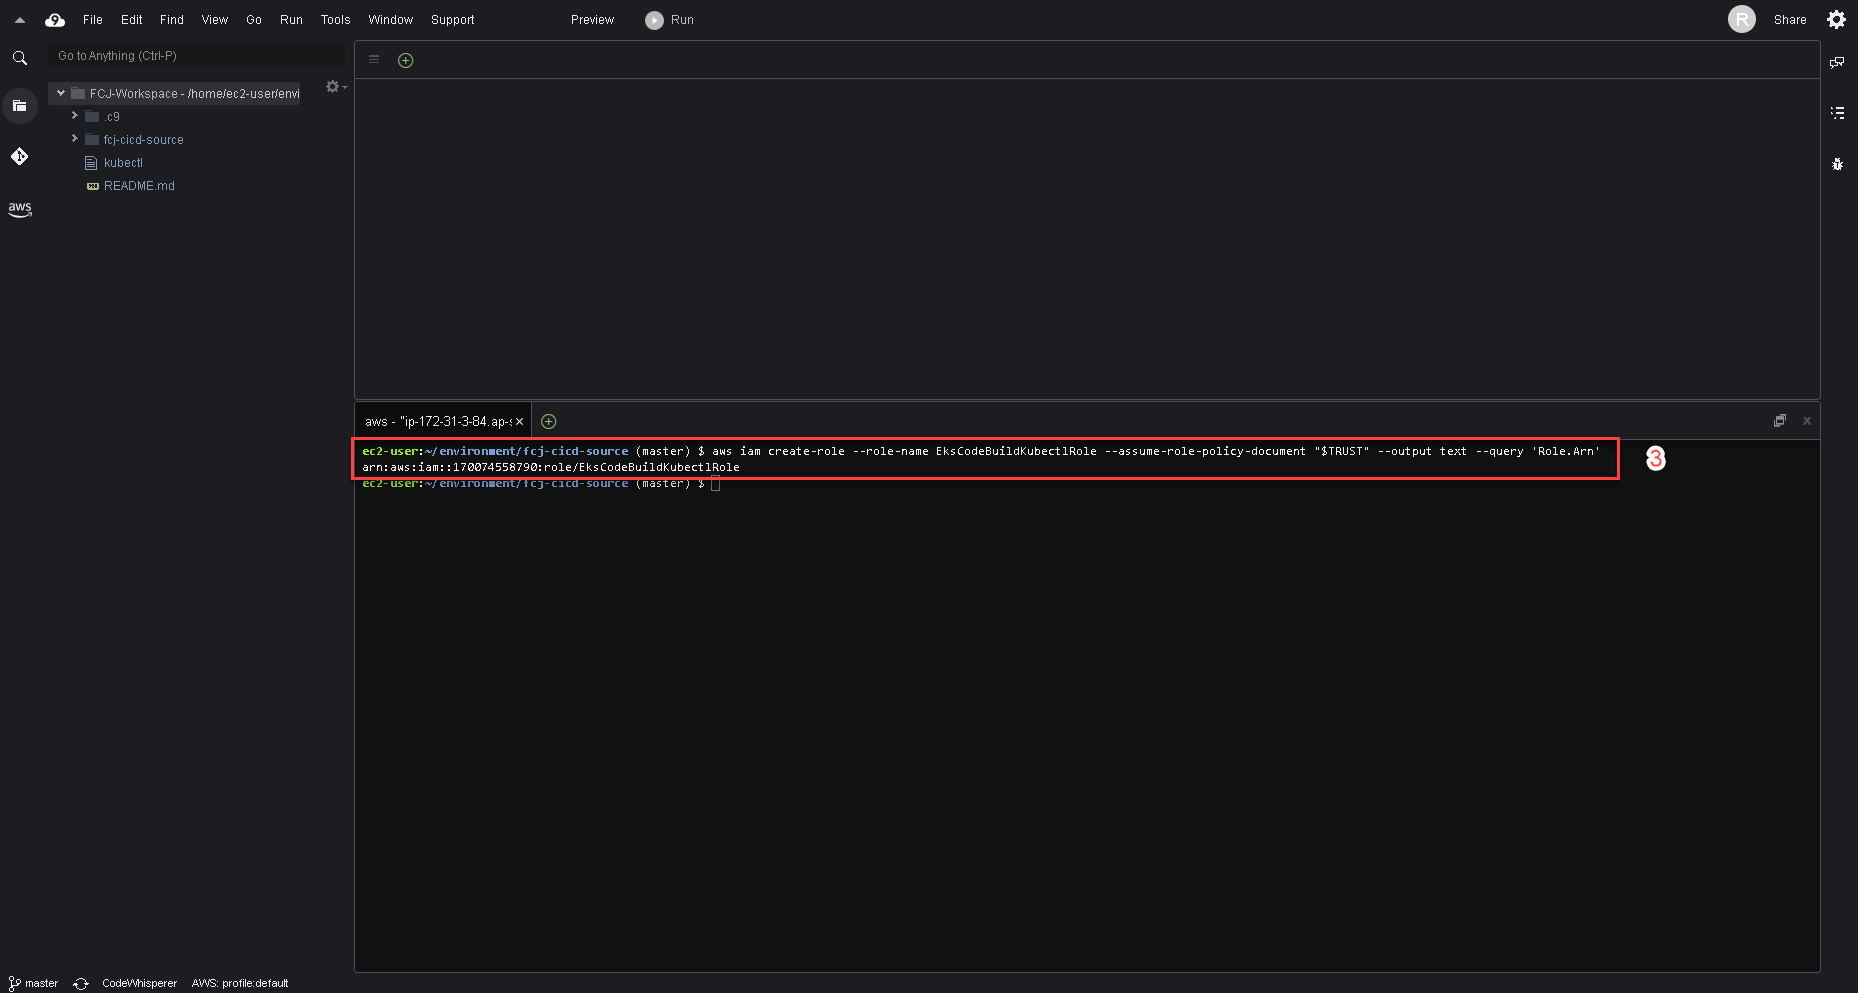 9 File Edit Find View Go Run Tools Window Support Preview Run R Share
Go to Anything (Ctrl-P)
FCJ-Workspace - /home/ec2-user/envi
.c9
fcj-cicd-source
kubectl
README.md
aws
aws - "ip-172-31-3-84.ap-s
ec2-user:~/environment/fcj-cicd-source (master) $ aws iam create-role --role-name EksCodeBuildKubectlRole --assume-role-policy-document "$TRUST" --output text --query 'Role.Arn'
arn:aws:iam::170074558790:role/EksCodeBuildKubectlRole
3
ec2-user:~/environment/fcj-cicd-source (master) $
master CodeWhisperer AWS: profile:default